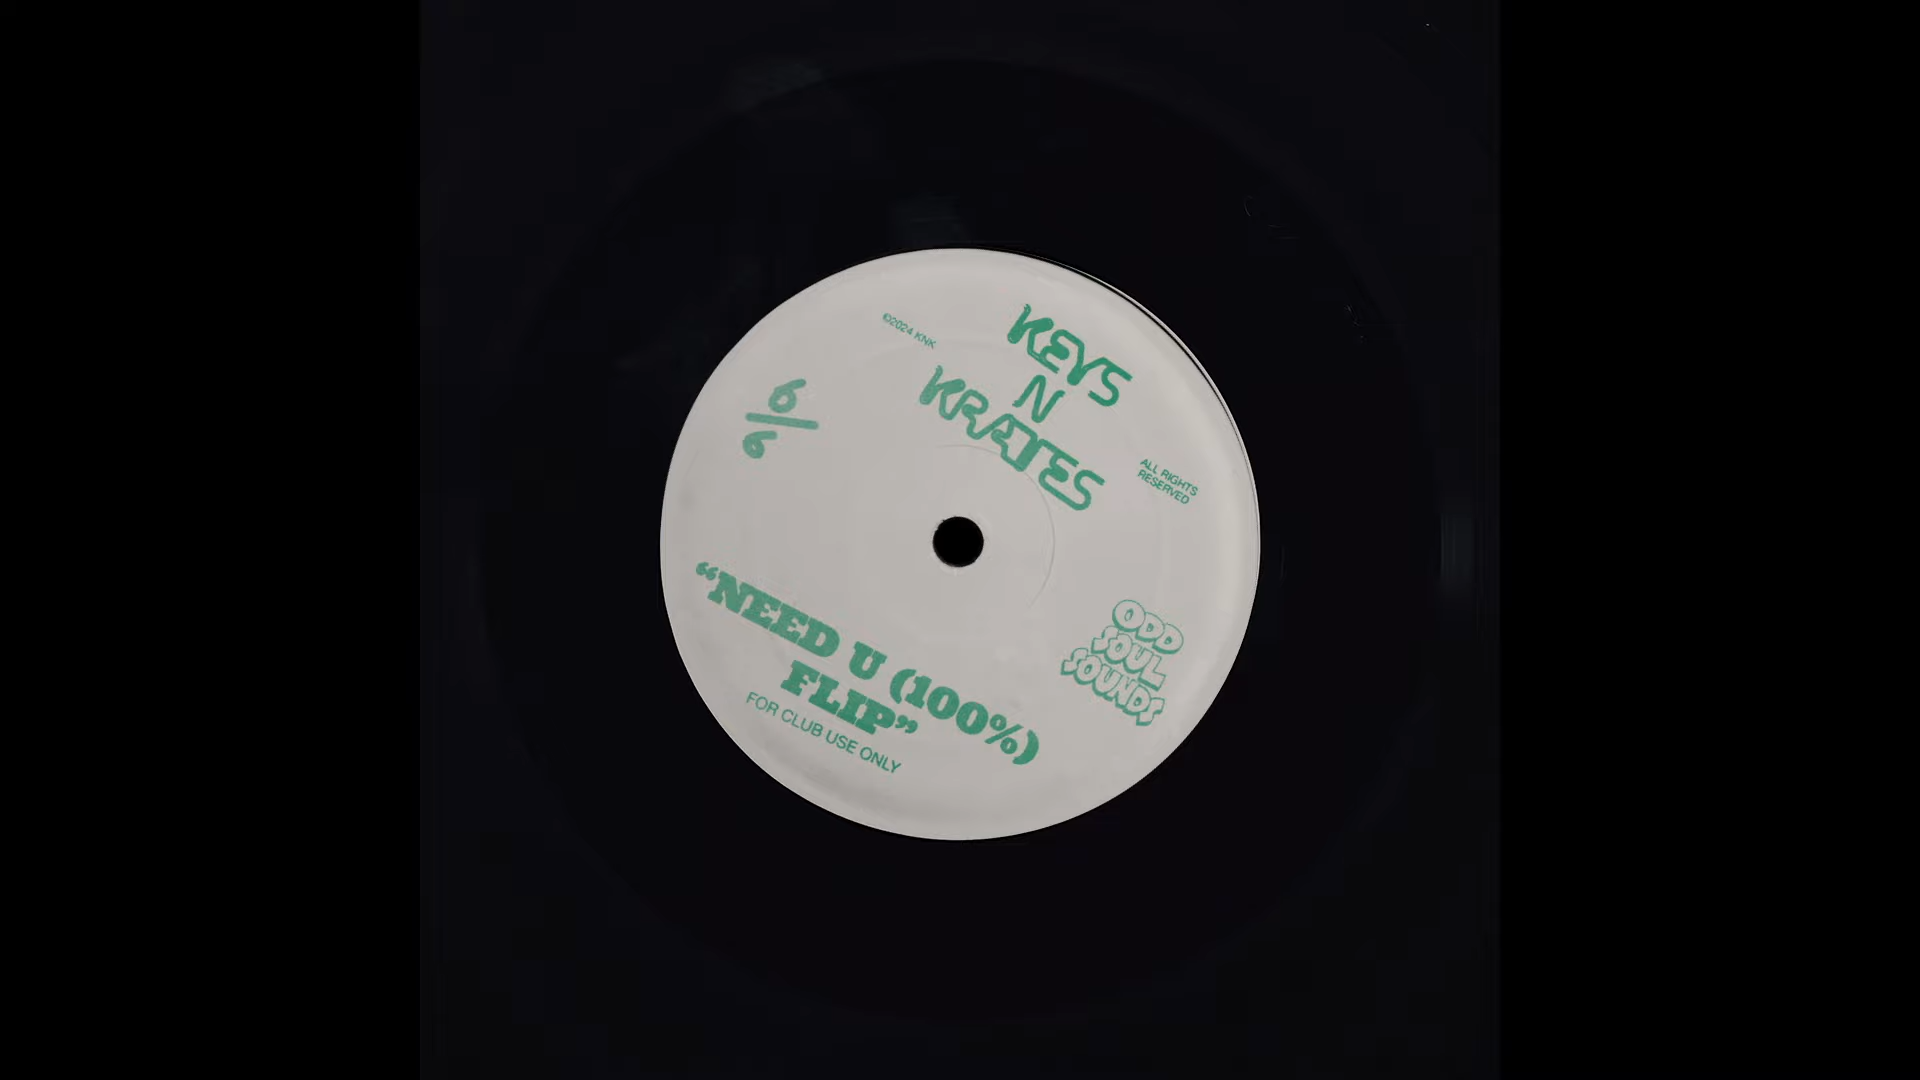 ©2024 KNK
KEYS
N
KRATES
6
6
ALL RIGHTS
RESERVED
“NEED U (100%)
FLIP”
FOR CLUB USE ONLY
ODD
SOUL
SOUNDS